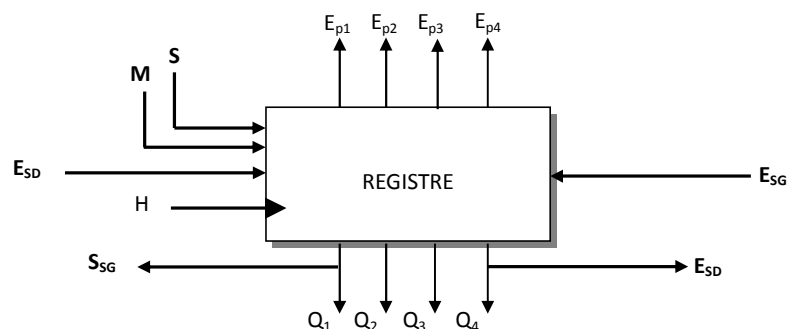 Ep1 Ep2 Ep3 Ep4
S
M
ESD
REGISTRE
ESG
H
SSG
ESD
Q1 Q2 Q3 Q4